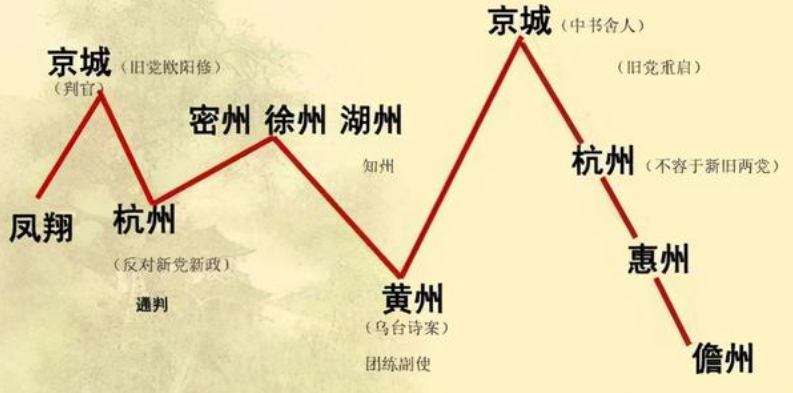 京城（中书舍人）
（旧党重启）
京城（旧党欧阳修）
（判官）
密州 徐州 湖州
知州
杭州（不容于新旧两党）
凤翔
杭州
（反对新党新政）
通判
惠州
黄州
（乌台诗案）
团练副使
儋州